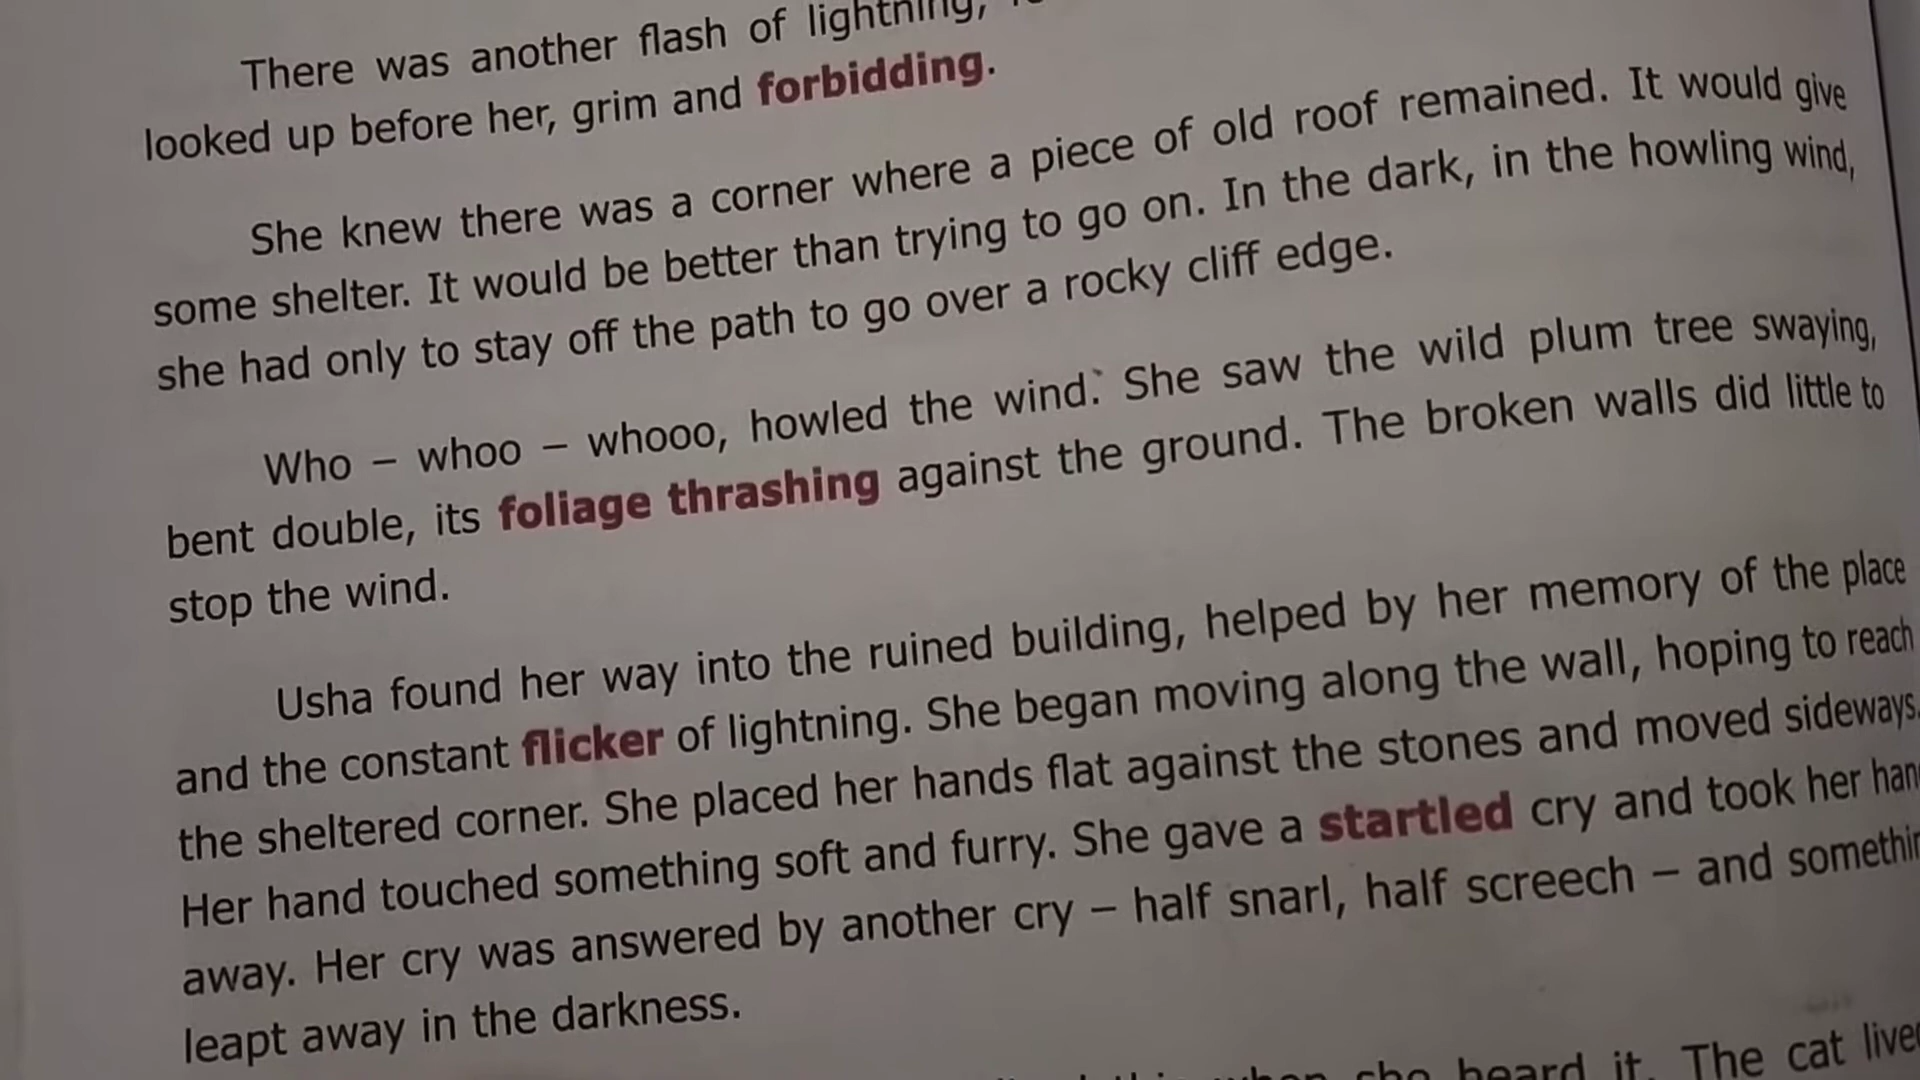 There was another flash of lightning,
looked up before her, grim and forbidding.
She knew there was a corner where a piece of old roof remained. It would give
some shelter. It would be better than trying to go on. In the dark, in the howling wind,
she had only to stay off the path to go over a rocky cliff edge.
Who – whoo – whooo, howled the wind. She saw the wild plum tree swaying,
bent double, its foliage thrashing against the ground. The broken walls did little to
stop the wind.
Usha found her way into the ruined building, helped by her memory of the place
and the constant flicker of lightning. She began moving along the wall, hoping to reach
the sheltered corner. She placed her hands flat against the stones and moved sideways.
Her hand touched something soft and furry. She gave a startled cry and took her
away. Her cry was answered by another cry – half snarl, half screech – and
leapt away in the darkness.
when she heard it. The cat